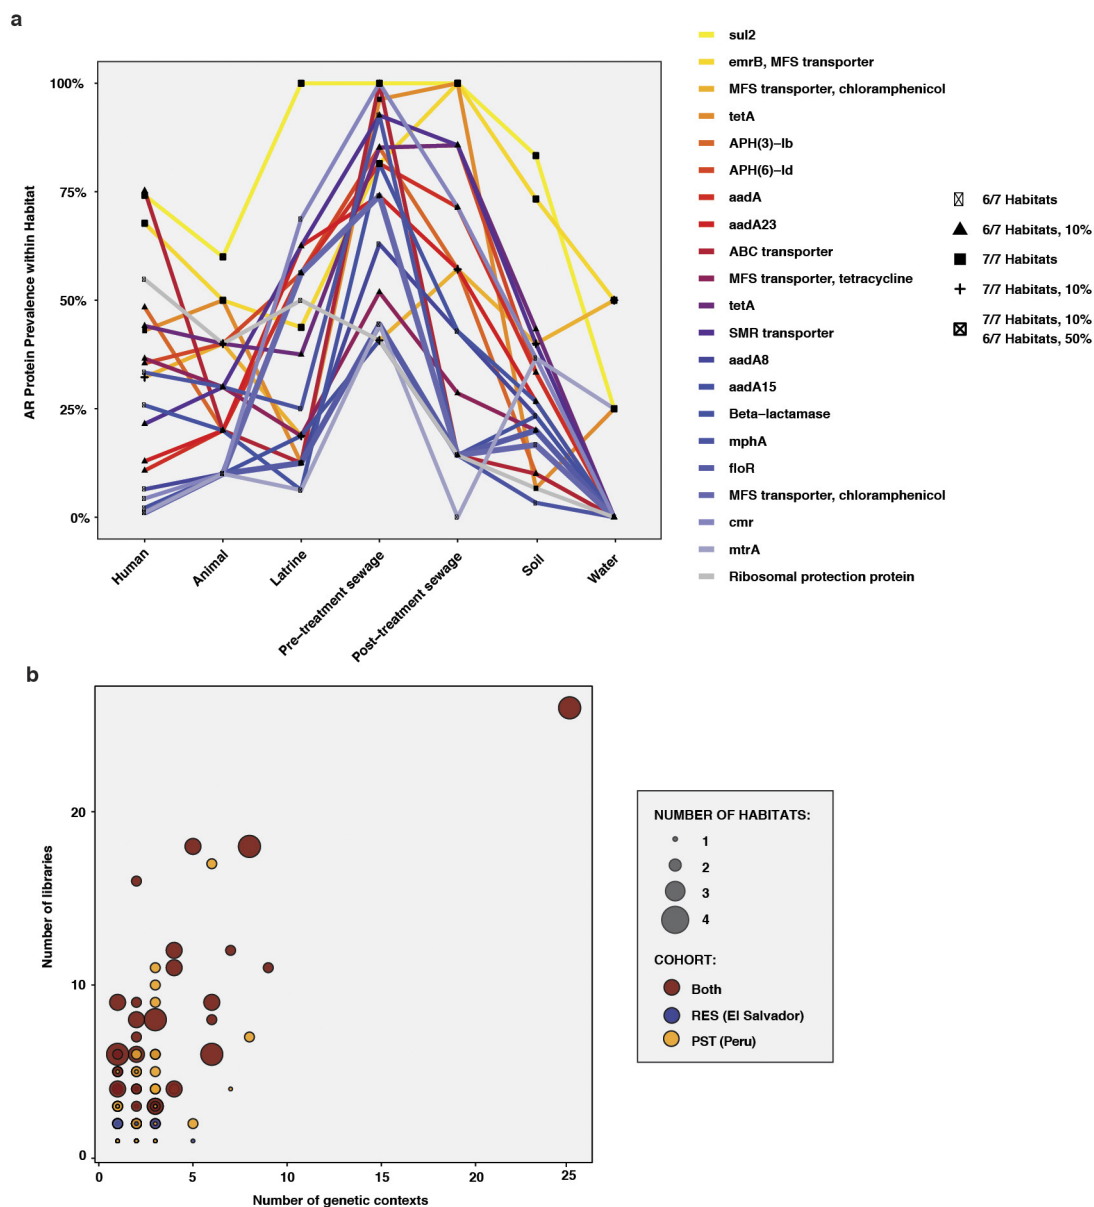 a
AR Protein Prevalence within Habitat
100%
75%
50%
25%
0%
Human
Animal
Latrine
Pre–treatment sewage
Post–treatment sewage
Soil
Water
sul2
emrB, MFS transporter
MFS transporter, chloramphenicol
tetA
APH(3)–Ib
APH(6)–Id
aadA
aadA23
ABC transporter
MFS transporter, tetracycline
tetA
SMR transporter
aadA8
aadA15
Beta–lactamase
mphA
floR
MFS transporter, chloramphenicol
cmr
mtrA
Ribosomal protection protein
6/7 Habitats
6/7 Habitats, 10%
7/7 Habitats
7/7 Habitats, 10%
7/7 Habitats, 10%
6/7 Habitats, 50%
b
Number of libraries
20
10
0
0 5 10 15 20 25
Number of genetic contexts
NUMBER OF HABITATS:
1
2
3
4
COHORT:
Both
RES (El Salvador)
PST (Peru)